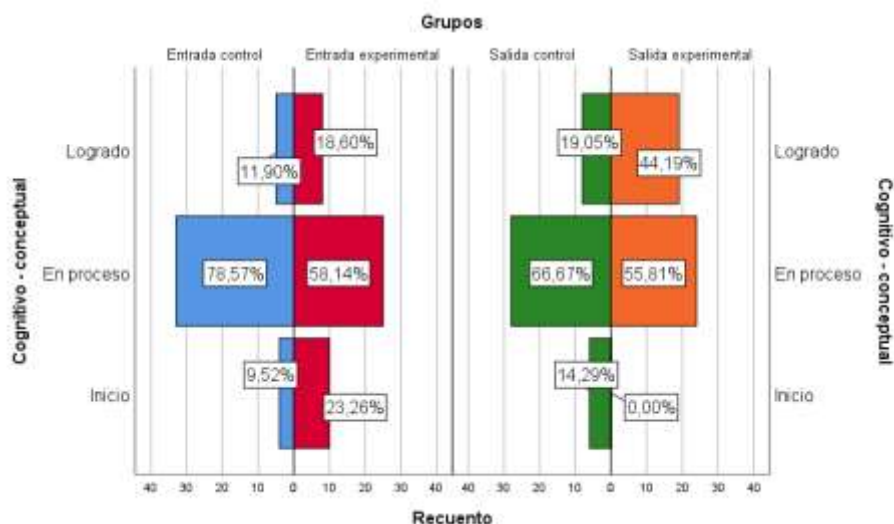 Grupos
Entrada control Entrada experimental Salida control Salida experimental
Cognitivo - conceptual
Logrado
11,90%
18,60%
19,05%
44,19%
Logrado
En proceso
78,57%
58,14%
66,67%
55,81%
En proceso
Inicio
9,52%
23,26%
14,29%
0,00%
Inicio
Cognitivo - conceptual
40 30 20 10 0 10 20 30 40 40 30 20 10 0 10 20 30 40
Recuento